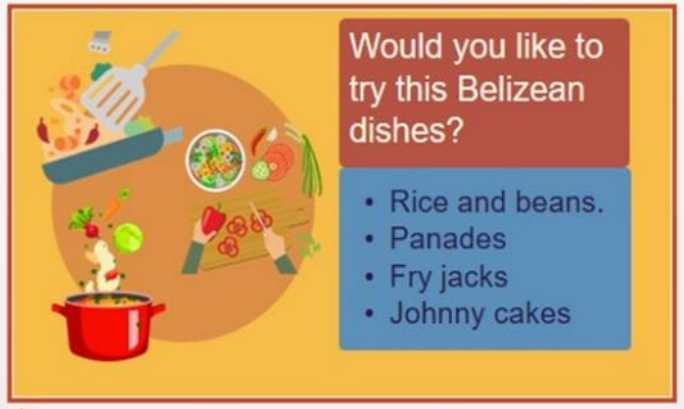 Would you like to
try this Belizean
dishes?
• Rice and beans.
• Panades
• Fry jacks
• Johnny cakes